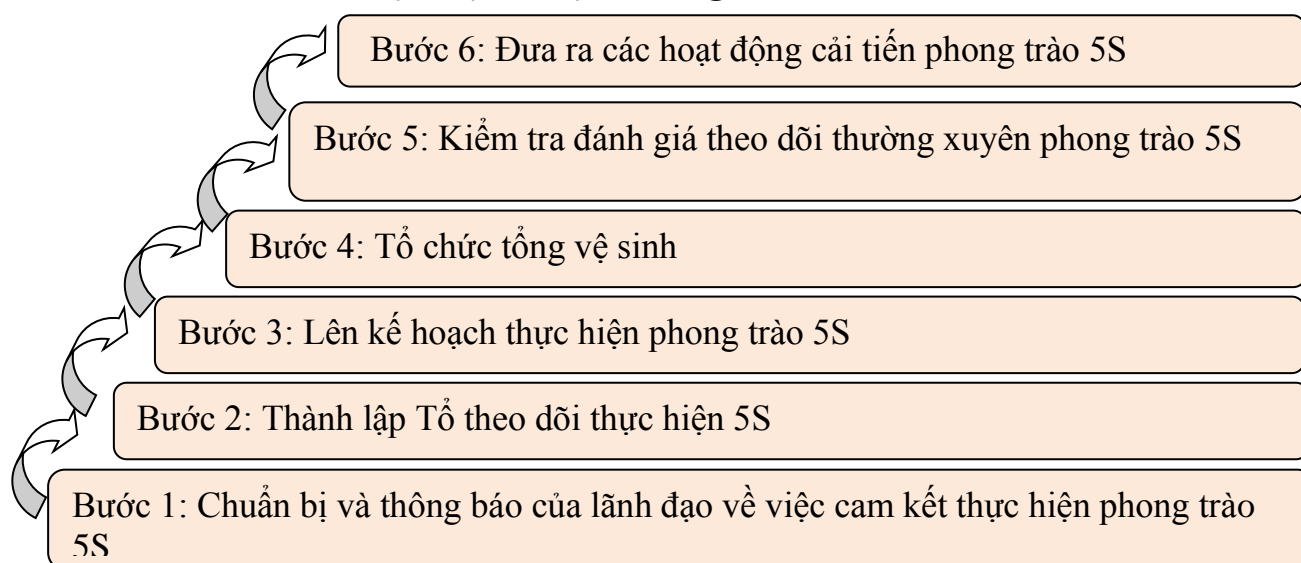 Bước 6: Đưa ra các hoạt động cải tiến phong trào 5S
Bước 5: Kiểm tra đánh giá theo dõi thường xuyên phong trào 5S
Bước 4: Tổ chức tổng vệ sinh
Bước 3: Lên kế hoạch thực hiện phong trào 5S
Bước 2: Thành lập Tổ theo dõi thực hiện 5S
Bước 1: Chuẩn bị và thông báo của lãnh đạo về việc cam kết thực hiện phong trào
5S